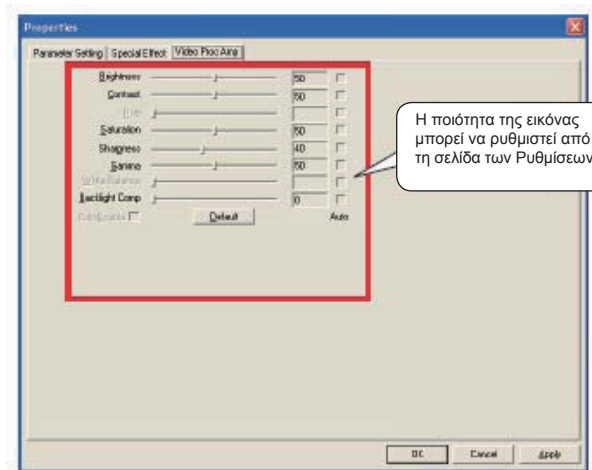 Properties
Parameter Setting Special Effect Video Proc Amp
Brightness 50
Contrast 50
Hue
Saturation 50
Sharpness 40
Gamma 50
White Balance
Backlight Comp 0
ColorEnable Default Auto
Η ποιότητα της εικόνας
μπορεί να ρυθμιστεί από
τη σελίδα των Ρυθμίσεων
OK Cancel Apply